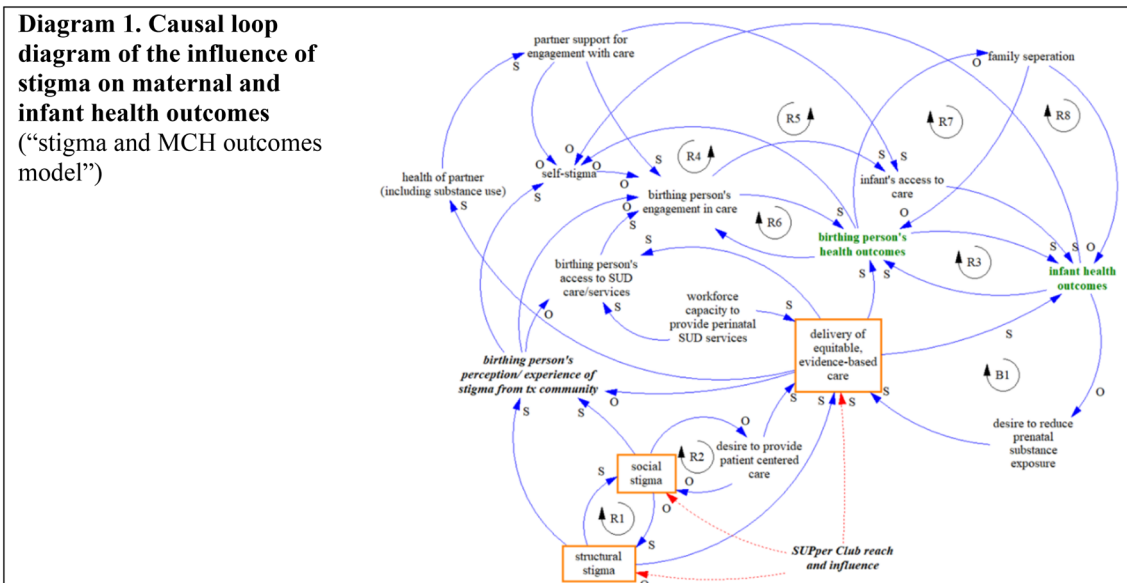 Diagram 1. Causal loop
diagram of the influence of
stigma on maternal and
infant health outcomes
(“stigma and MCH outcomes
model”)
partner support for
engagement with care
S
family seperation
O
R5
R7
R8
R4
O
O
O
self-stigma
O
S
S
S
infant's access to
care
health of partner
(including substance use)
S
S
birthing person's
engagement in care
O
S
R6
S
O
birthing person's
health outcomes
S
S
S
O
R3
infant health
outcomes
birthing person's
access to SUD
care/services
S
S
S
workforce
capacity to
provide perinatal
SUD services
S
O
delivery of
equitable,
evidence-based
care
S
birthing person's
perception/ experience of
stigma from tx community
B1
S
S
O
S
S
S
S
O
O
desire to reduce
prenatal
substance
exposure
desire to provide
patient centered
care
R2
S
social
stigma
O
O
R1
S
SUPper Club reach
and influence
structural
stigma
O